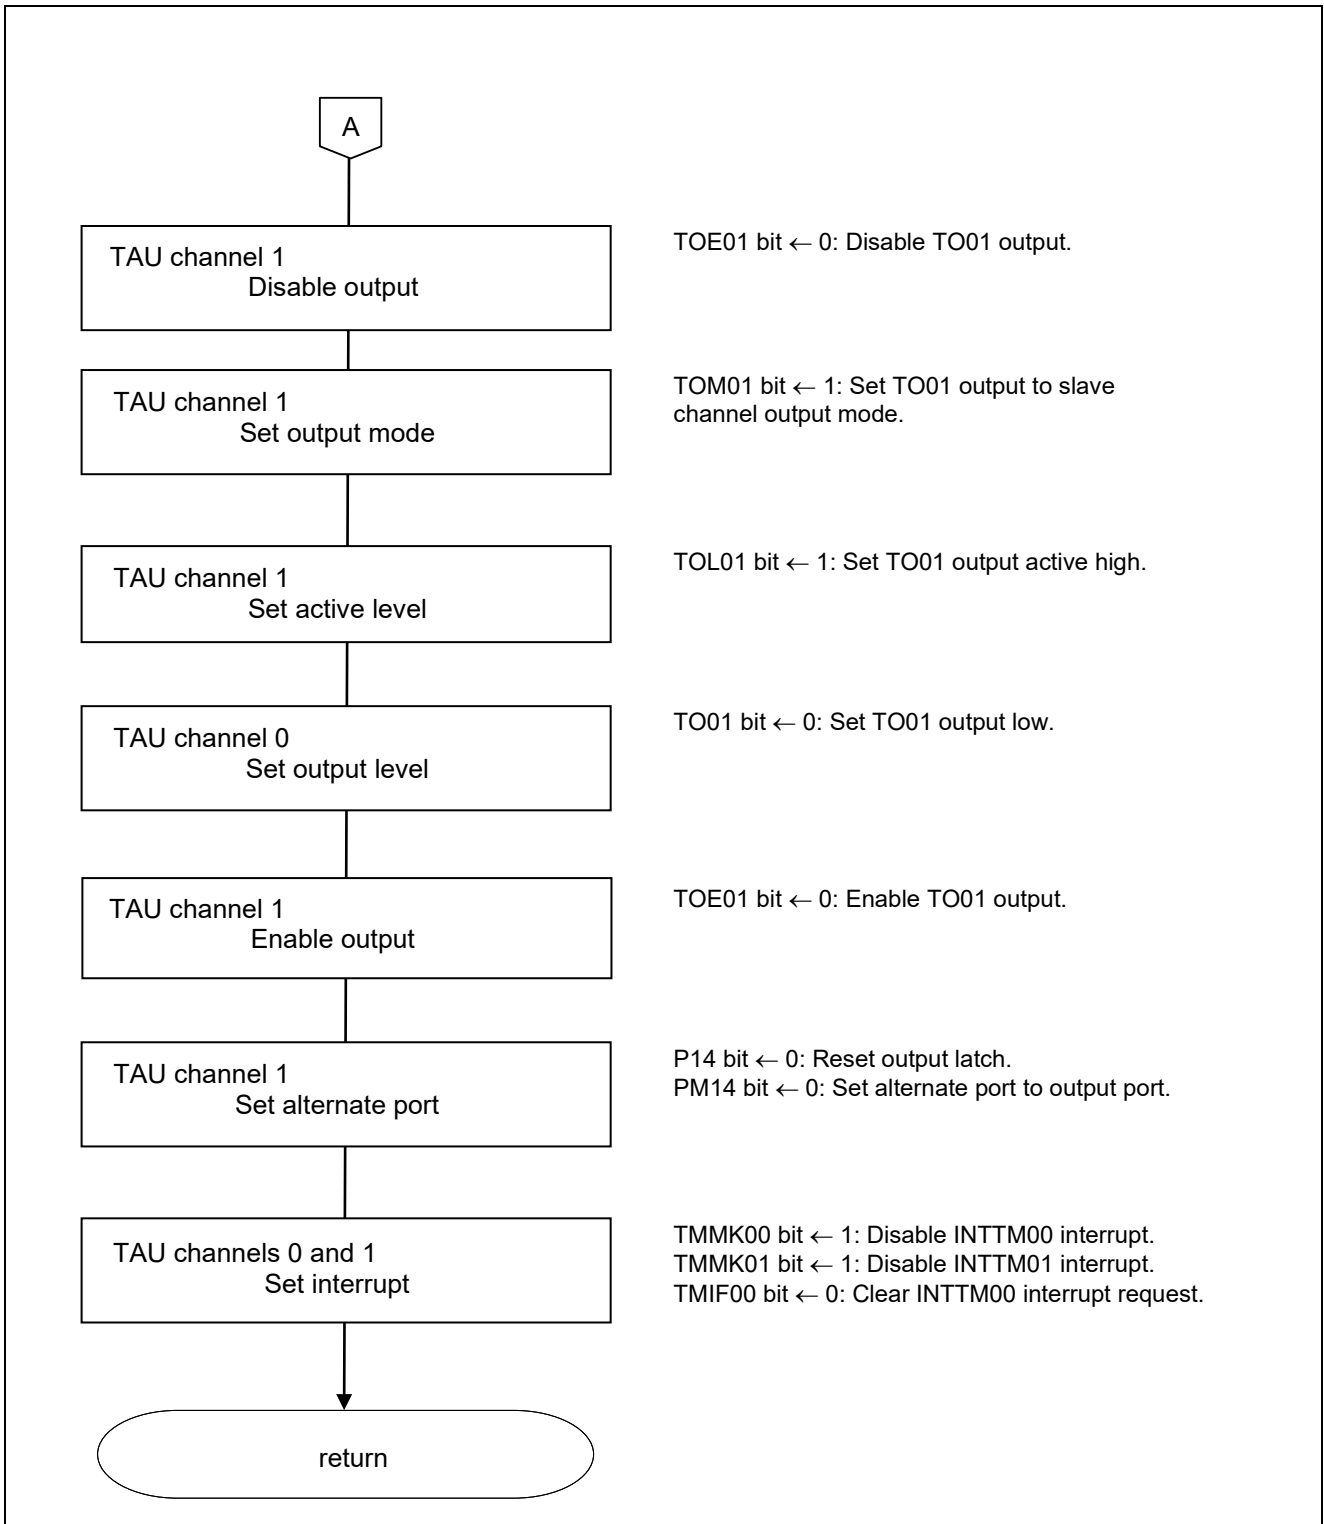 A
TAU channel 1
Disable output
TOE01 bit ← 0: Disable TO01 output.
TAU channel 1
Set output mode
TOM01 bit ← 1: Set TO01 output to slave
channel output mode.
TAU channel 1
Set active level
TOL01 bit ← 1: Set TO01 output active high.
TAU channel 0
Set output level
TO01 bit ← 0: Set TO01 output low.
TAU channel 1
Enable output
TOE01 bit ← 0: Enable TO01 output.
TAU channel 1
Set alternate port
P14 bit ← 0: Reset output latch.
PM14 bit ← 0: Set alternate port to output port.
TAU channels 0 and 1
Set interrupt
TMMK00 bit ← 1: Disable INTTM00 interrupt.
TMMK01 bit ← 1: Disable INTTM01 interrupt.
TMIF00 bit ← 0: Clear INTTM00 interrupt request.
return